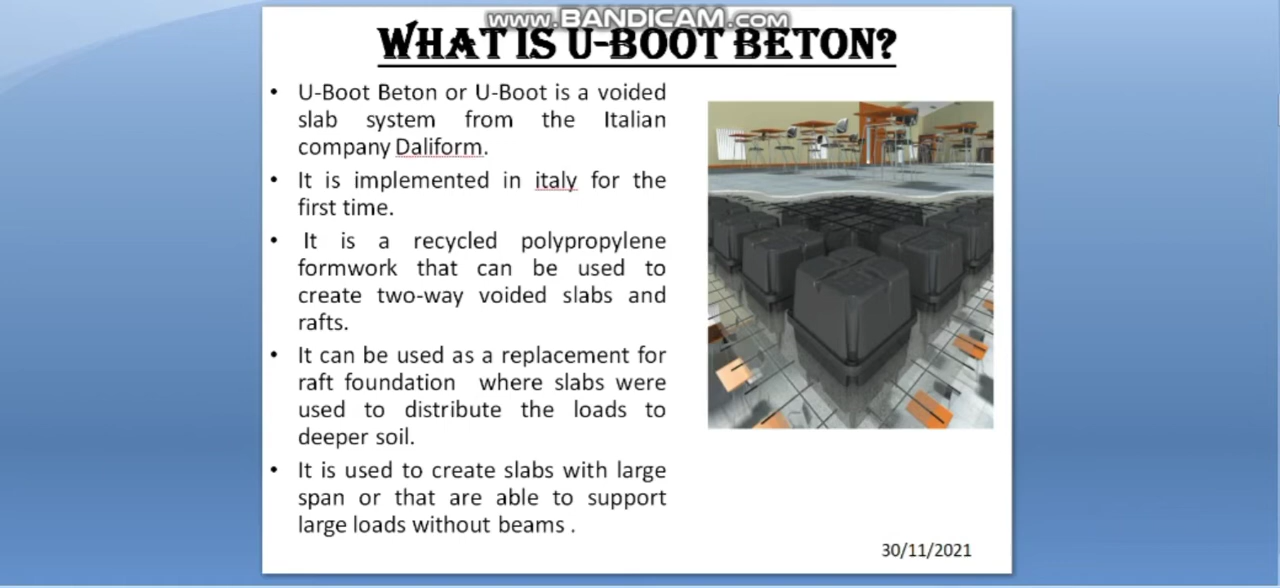 www.BANDICAM.com
WHAT IS U-BOOT BETON?
• U-Boot Beton or U-Boot is a voided
slab system from the Italian
company Daliform.
• It is implemented in italy for the
first time.
• It is a recycled polypropylene
formwork that can be used to
create two-way voided slabs and
rafts.
• It can be used as a replacement for
raft foundation where slabs were
used to distribute the loads to
deeper soil.
• It is used to create slabs with large
span or that are able to support
large loads without beams .
30/11/2021